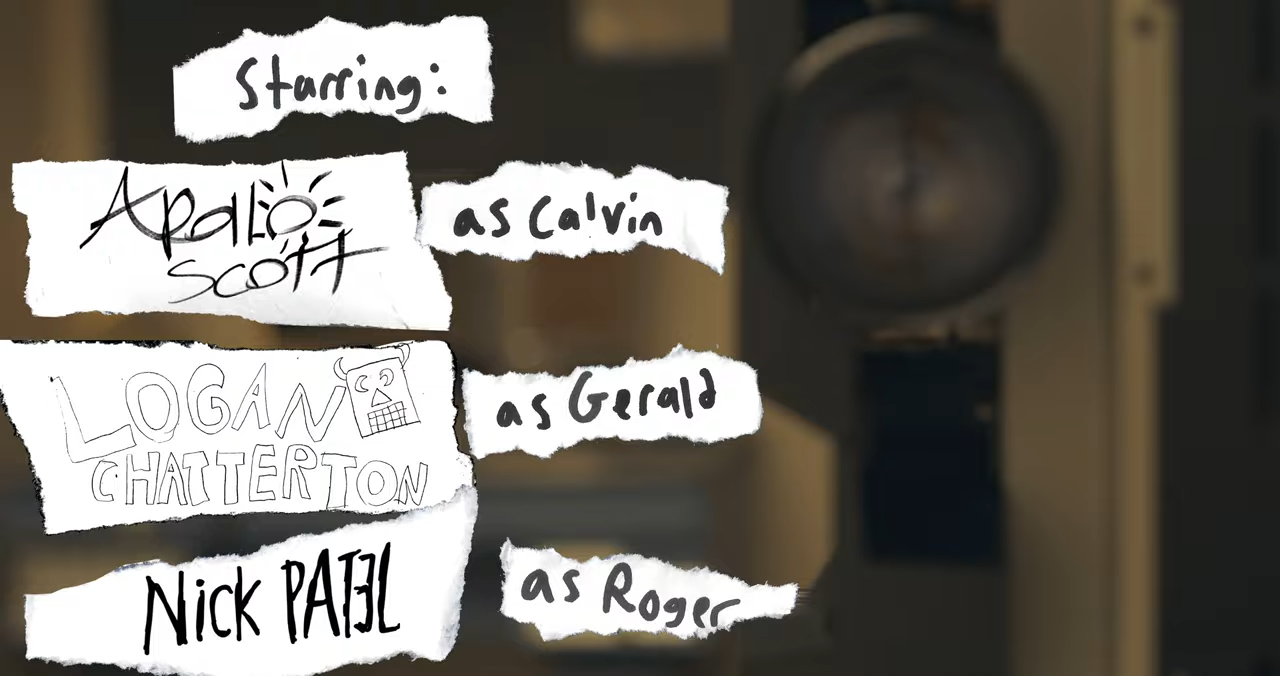 Starring:
Apollo
Scott
as Calvin
LOGAN
CHATTERTON
as Gerald
Nick PATEL
as Roger